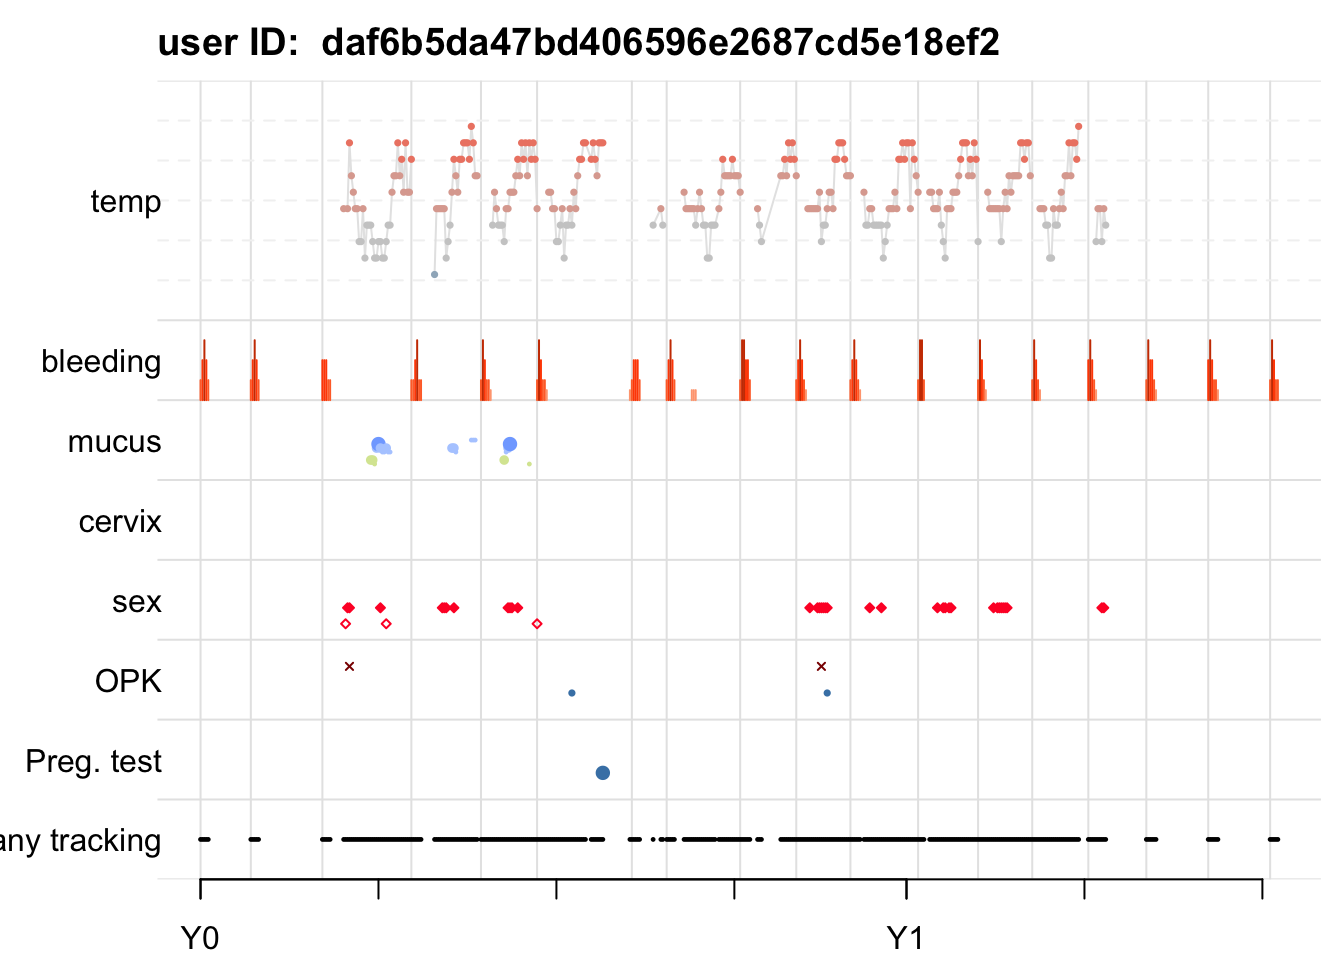 user ID:  daf6b5da47bd406596e2687cd5e18ef2
temp
bleeding
mucus
cervix
sex
OPK
Preg. test
any tracking
Y0
Y1